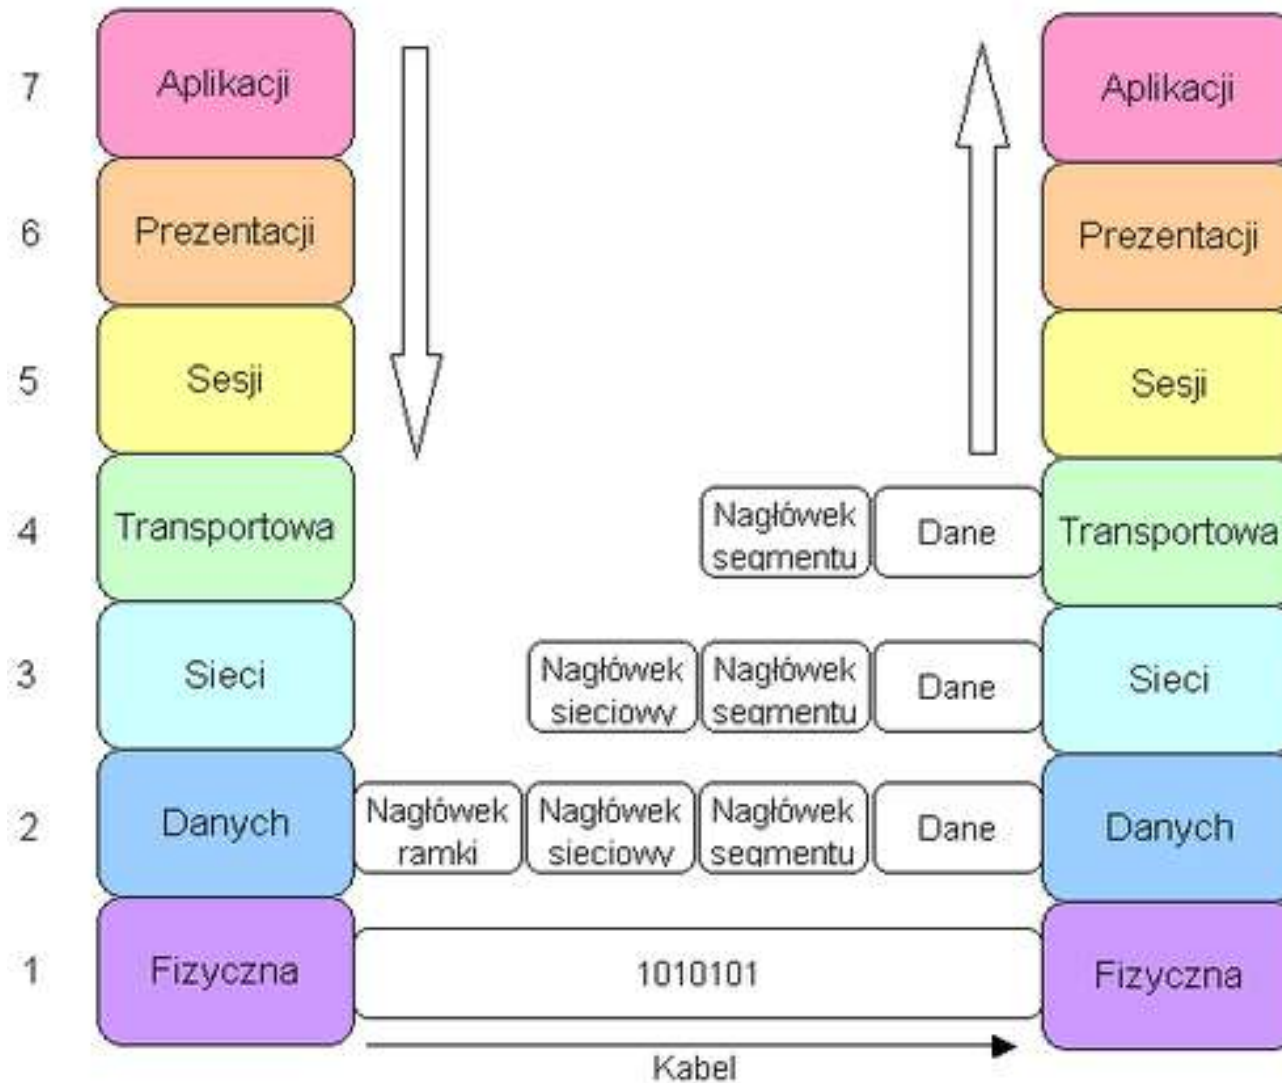 7
Aplikacji
Aplikacji
6
Prezentacji
Prezentacji
5
Sesji
Sesji
4
Transportowa
Nagłówek
segmentu
Dane
Transportowa
3
Sieci
Nagłówek
sieciowy
Nagłówek
segmentu
Dane
Sieci
2
Danych
Nagłówek
ramki
Nagłówek
sieciowy
Nagłówek
segmentu
Dane
Danych
1
Fizyczna
1010101
Fizyczna
Kabel